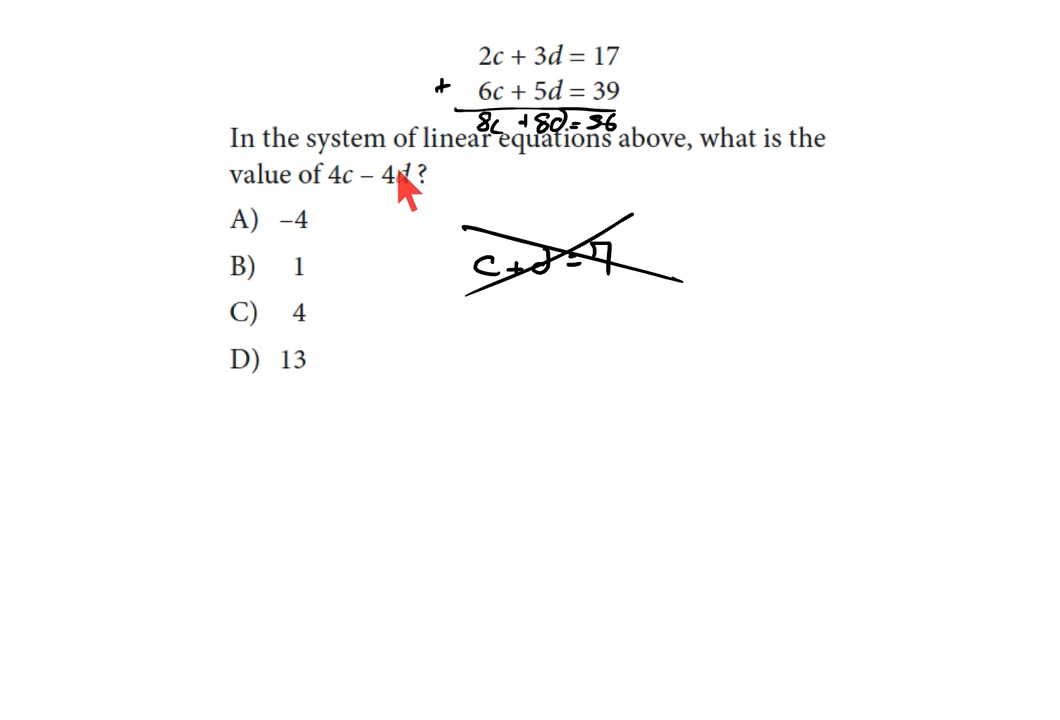 2c + 3d = 17
+ 6c + 5d = 39
8c + 8d = 56
In the system of linear equations above, what is the
value of 4c – 4d ?
A) –4
B) 1
C) 4
D) 13
c + d = 7